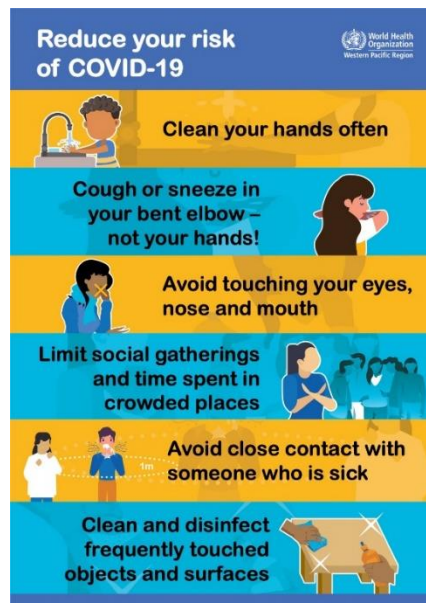 Reduce your risk
of COVID-19
World Health
Organization
Western Pacific Region
Clean your hands often
Cough or sneeze in
your bent elbow –
not your hands!
Avoid touching your eyes,
nose and mouth
Limit social gatherings
and time spent in
crowded places
Avoid close contact with
someone who is sick
1m
Clean and disinfect
frequently touched
objects and surfaces